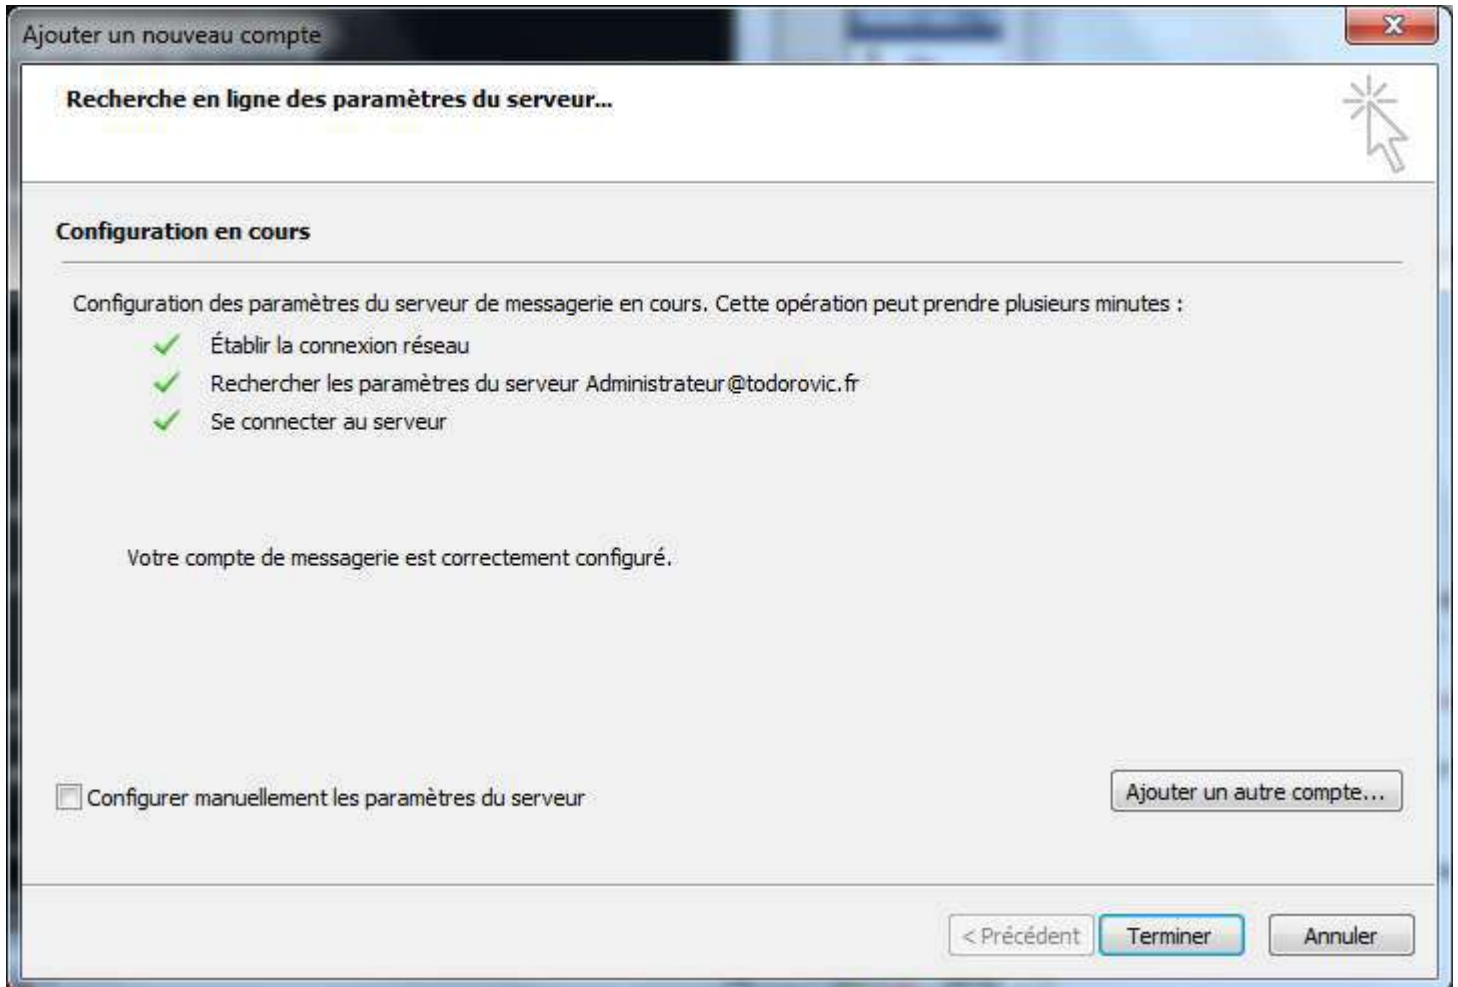 Ajouter un nouveau compte
Recherche en ligne des paramètres du serveur...
Configuration en cours
Configuration des paramètres du serveur de messagerie en cours. Cette opération peut prendre plusieurs minutes :
Établir la connexion réseau
Rechercher les paramètres du serveur Administrateur@todorovic.fr
Se connecter au serveur
Votre compte de messagerie est correctement configuré.
Configurer manuellement les paramètres du serveur
Ajouter un autre compte...
< Précédent
Terminer
Annuler